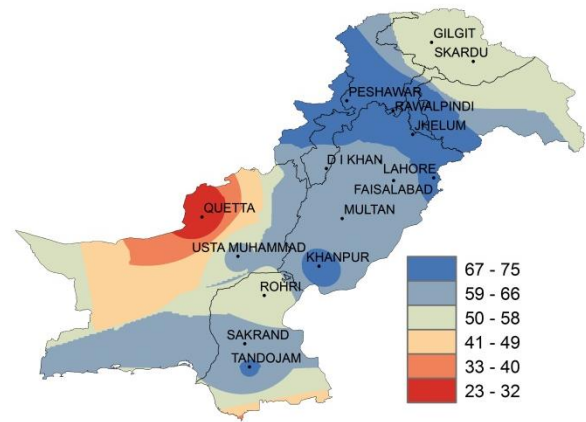 GILGIT
SKARDU
PESHAWAR
RAWALPINDI
JHELUM
D I KHAN
LAHORE
FAISALABAD
QUETTA
MULTAN
USTA MUHAMMAD
KHANPUR
ROHRI
SAKRAND
TANDOJAM
67 - 75
59 - 66
50 - 58
41 - 49
33 - 40
23 - 32